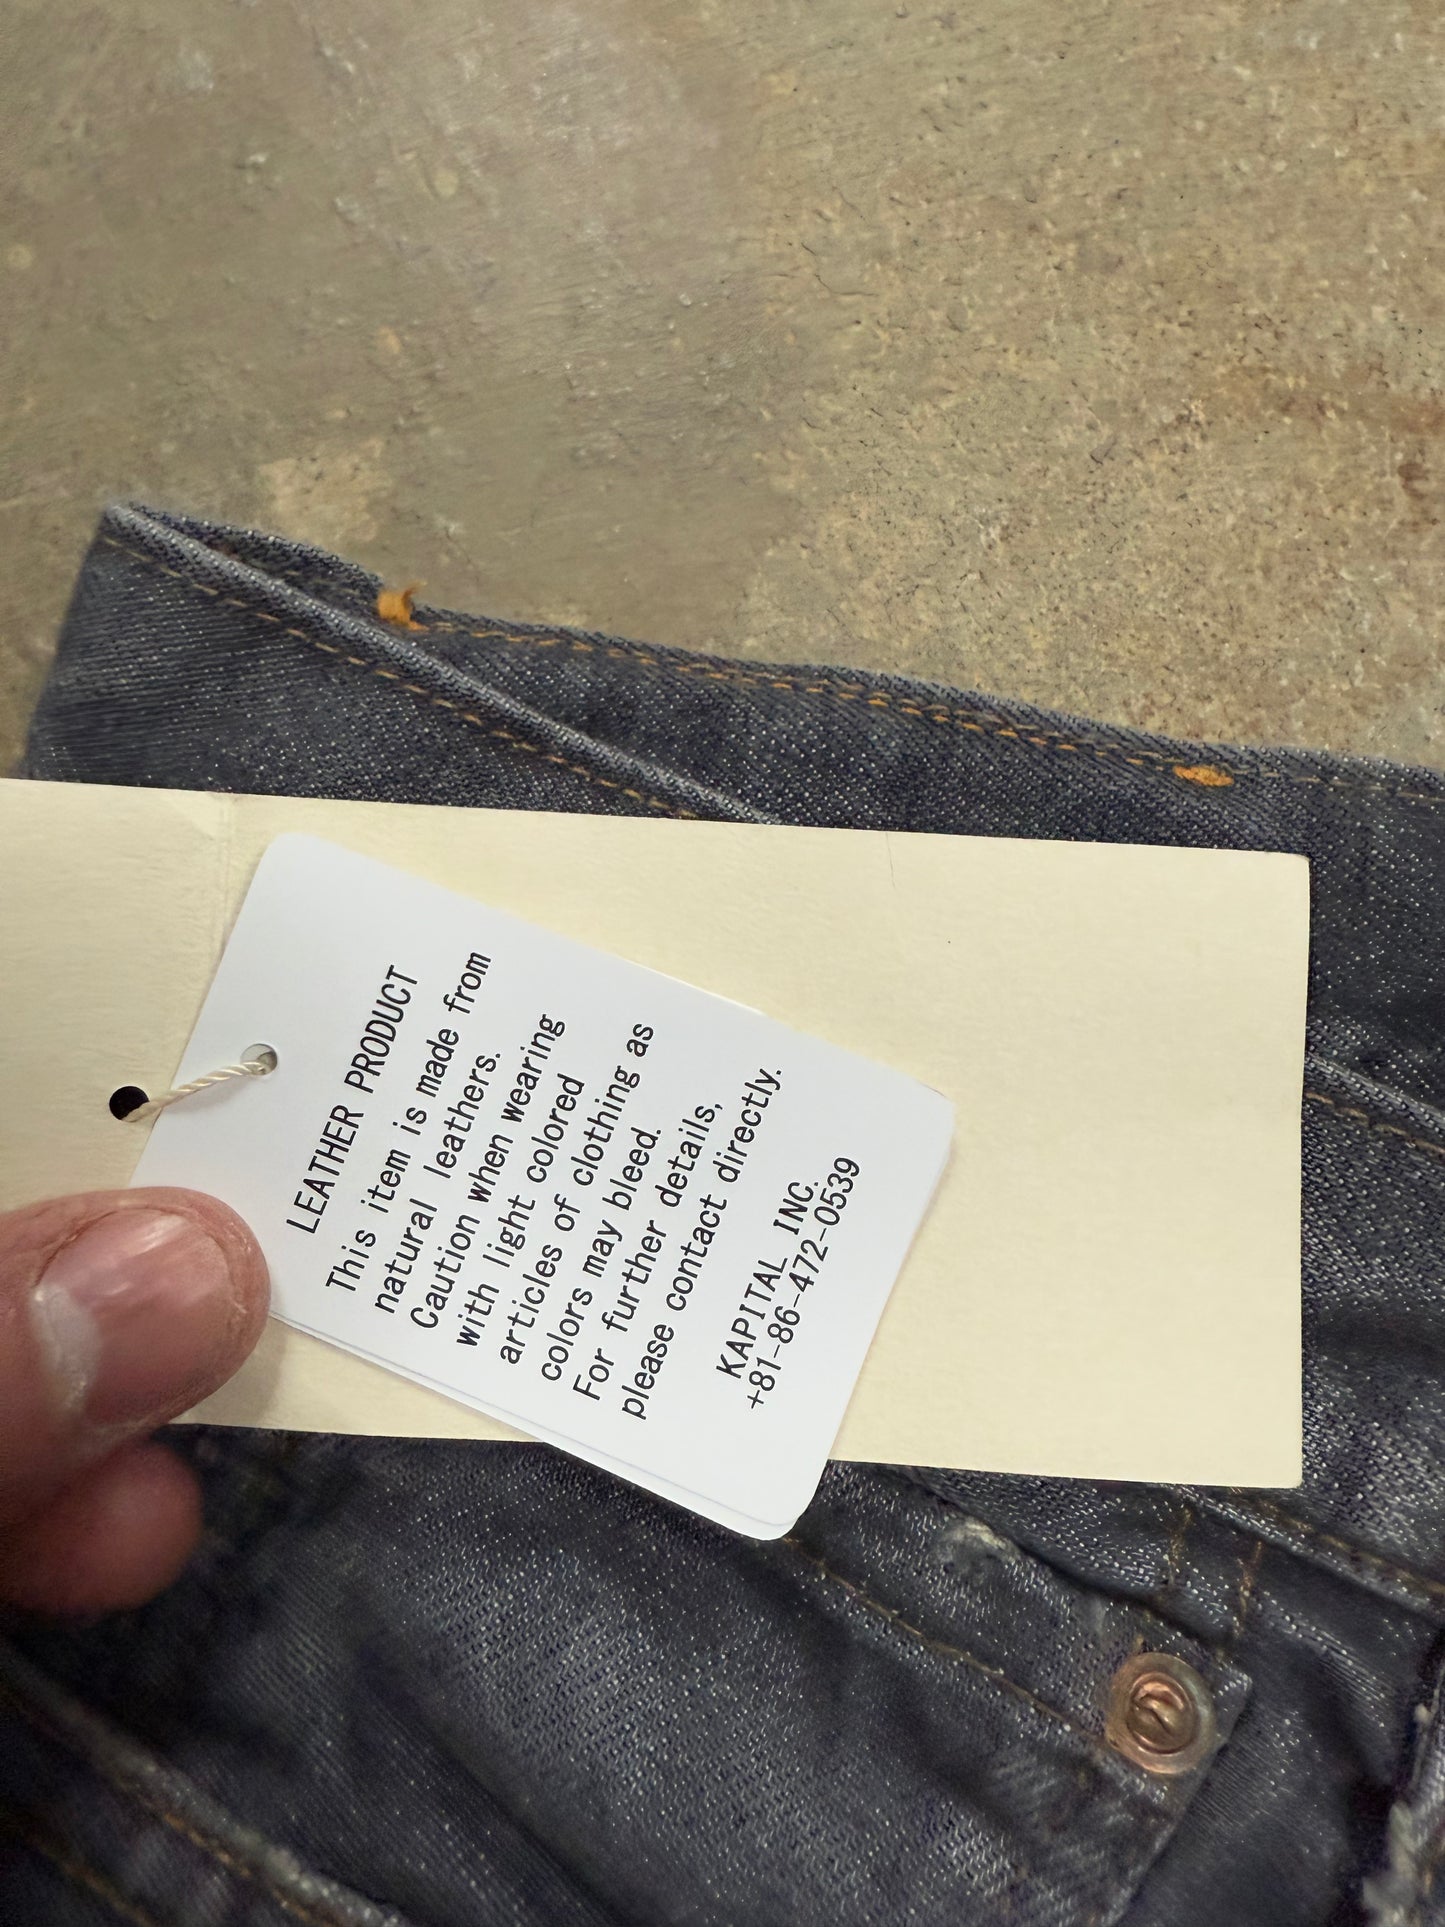 LEATHER PRODUCT
This item is made from
natural leathers.
Caution when wearing
with light colored
articles of clothing as
colors may bleed.
For further details,
please contact directly.
KAPITAL INC.
+81-86-472-0539